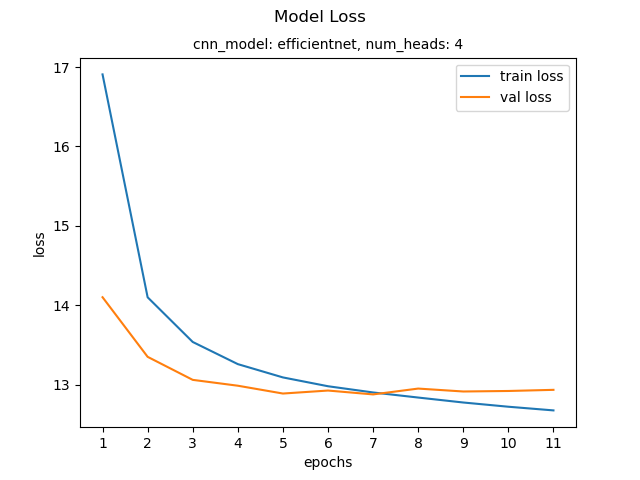 Model Loss
cnn_model: efficientnet, num_heads: 4
17
16
15
14
13
loss
train loss
val loss
1 2 3 4 5 6 7 8 9 10 11
epochs